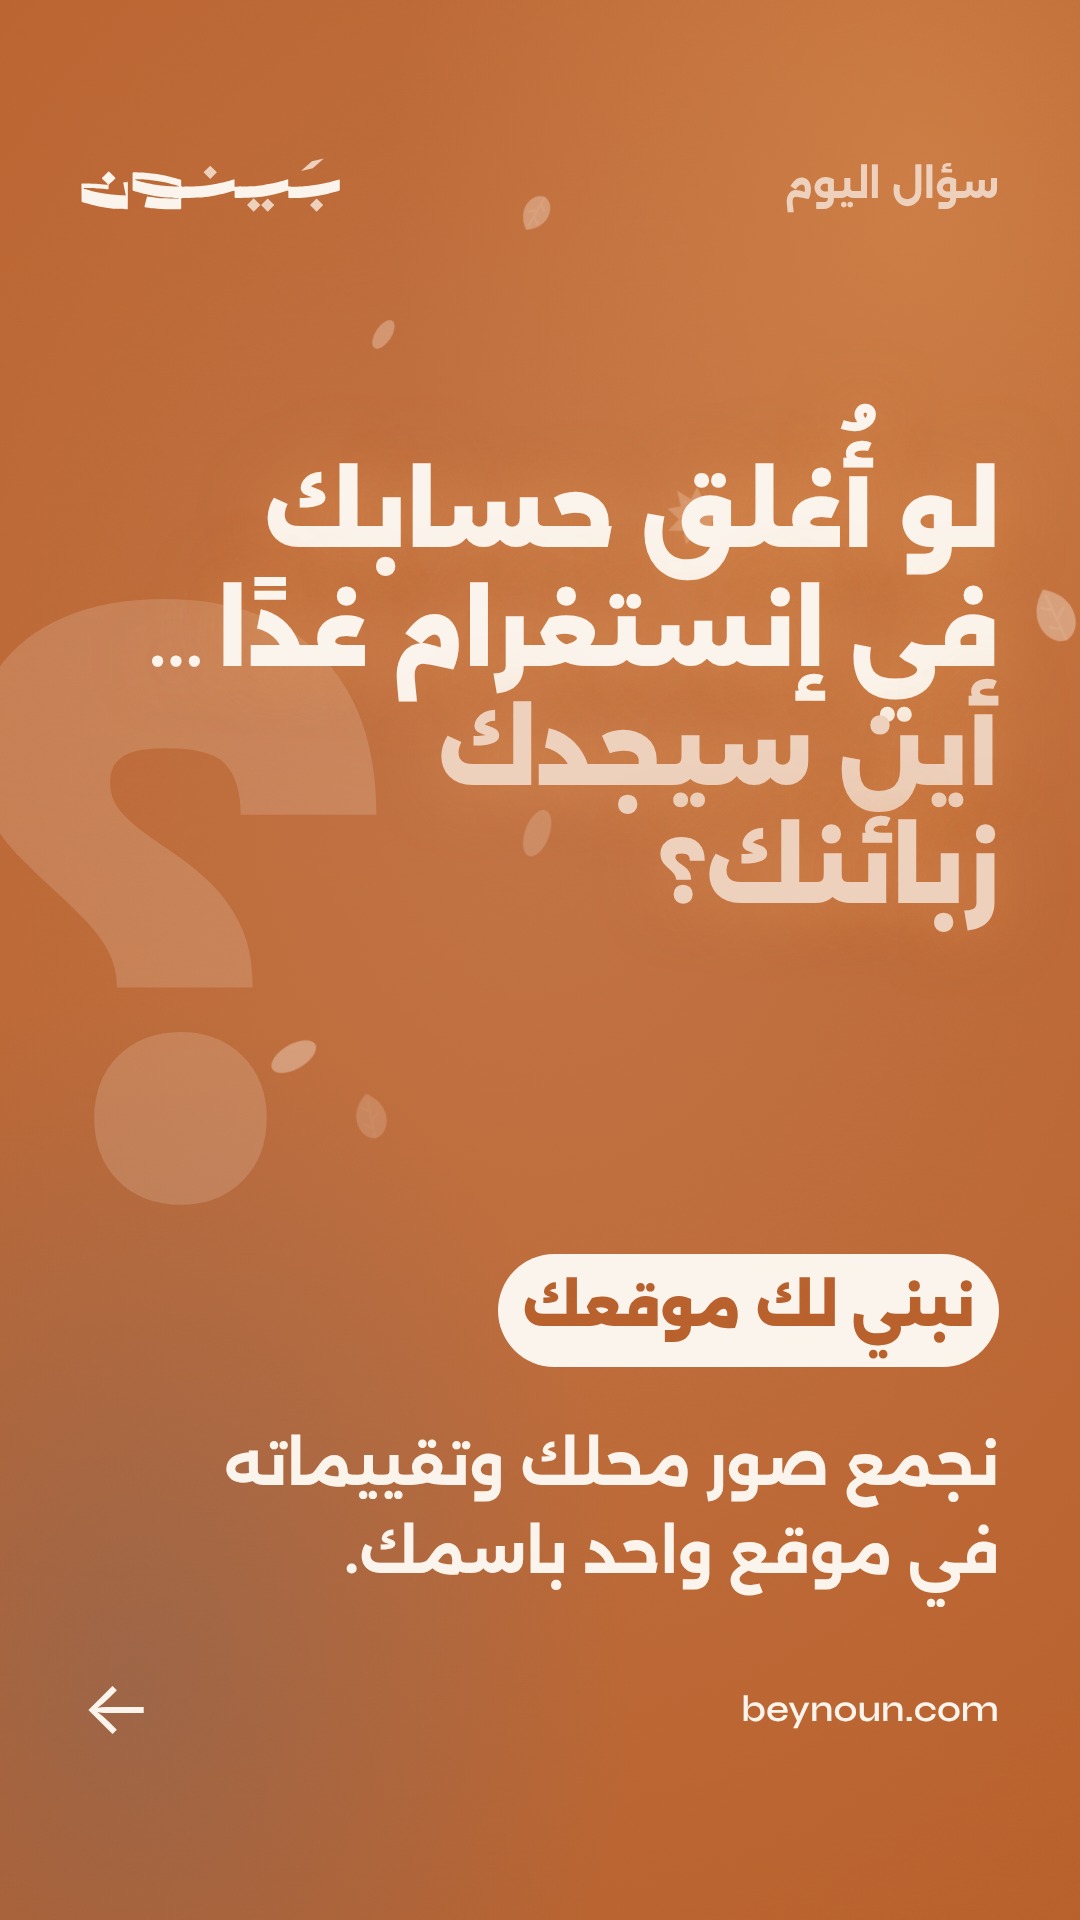 سؤال اليوم
بَينون
لو أُغلق حسابك
في إنستغرام غدًا ...
أين سيجدك
زبائنك؟
نبني لك موقعك
نجمع صور محلك وتقييماته
في موقع واحد باسمك.
beynoun.com